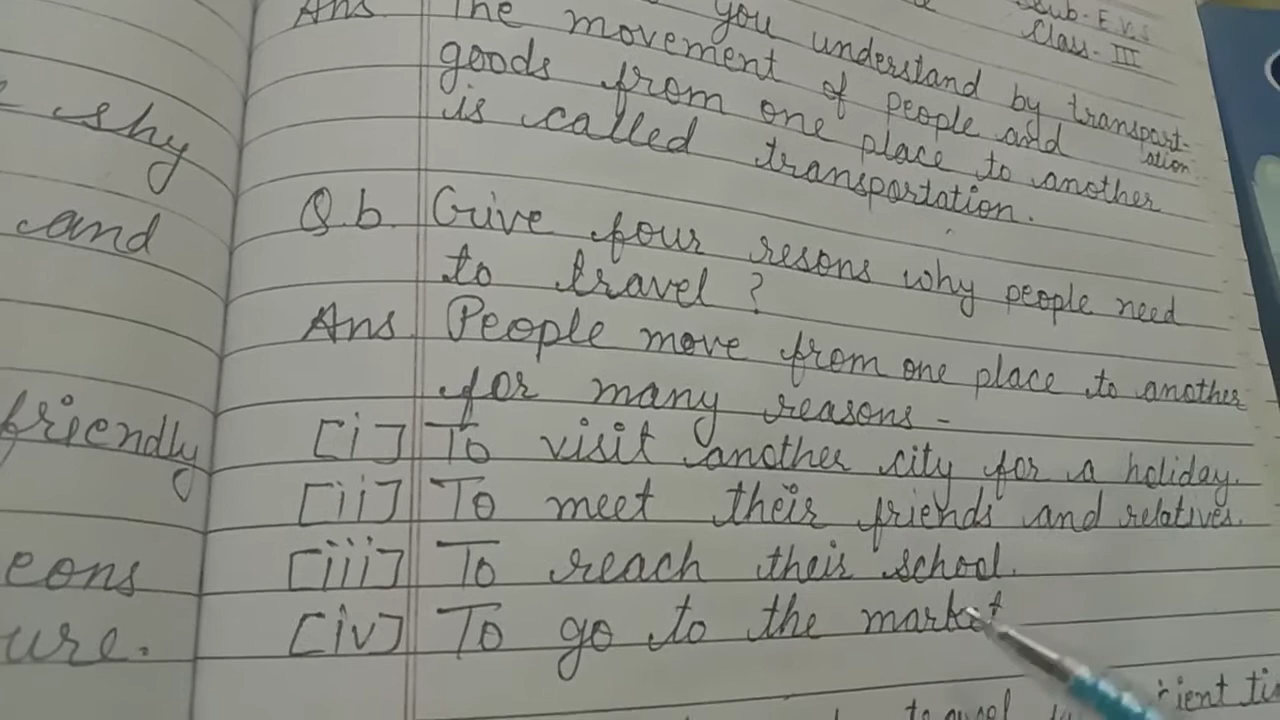 Sub-E.V.S
Class-III
you understand by transport-
ation
Ans The movement of people and
goods from one place to another
is called transportation.
Q.b. Give four resons why people need
to travel ?
Ans. People move from one place to another
for many reasons -
[i] To visit another city for a holiday.
[ii] To meet their friends and relatives.
[iii] To reach their school.
[iv] To go to the market
shy
and
friendly
eons
ure.